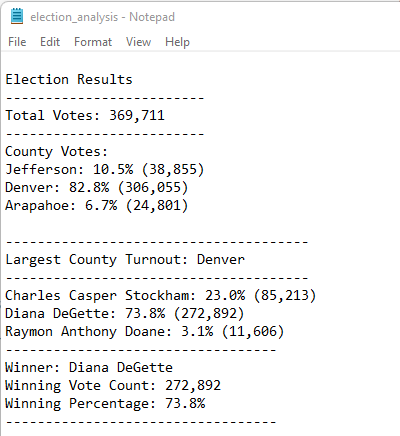 election_analysis - Notepad
File Edit Format View Help
Election Results
-------------------------
Total Votes: 369,711
-------------------------
County Votes:
Jefferson: 10.5% (38,855)
Denver: 82.8% (306,055)
Arapahoe: 6.7% (24,801)
--------------------------------------
Largest County Turnout: Denver
--------------------------------------
Charles Casper Stockham: 23.0% (85,213)
Diana DeGette: 73.8% (272,892)
Raymon Anthony Doane: 3.1% (11,606)
----------------------------------
Winner: Diana DeGette
Winning Vote Count: 272,892
Winning Percentage: 73.8%
----------------------------------